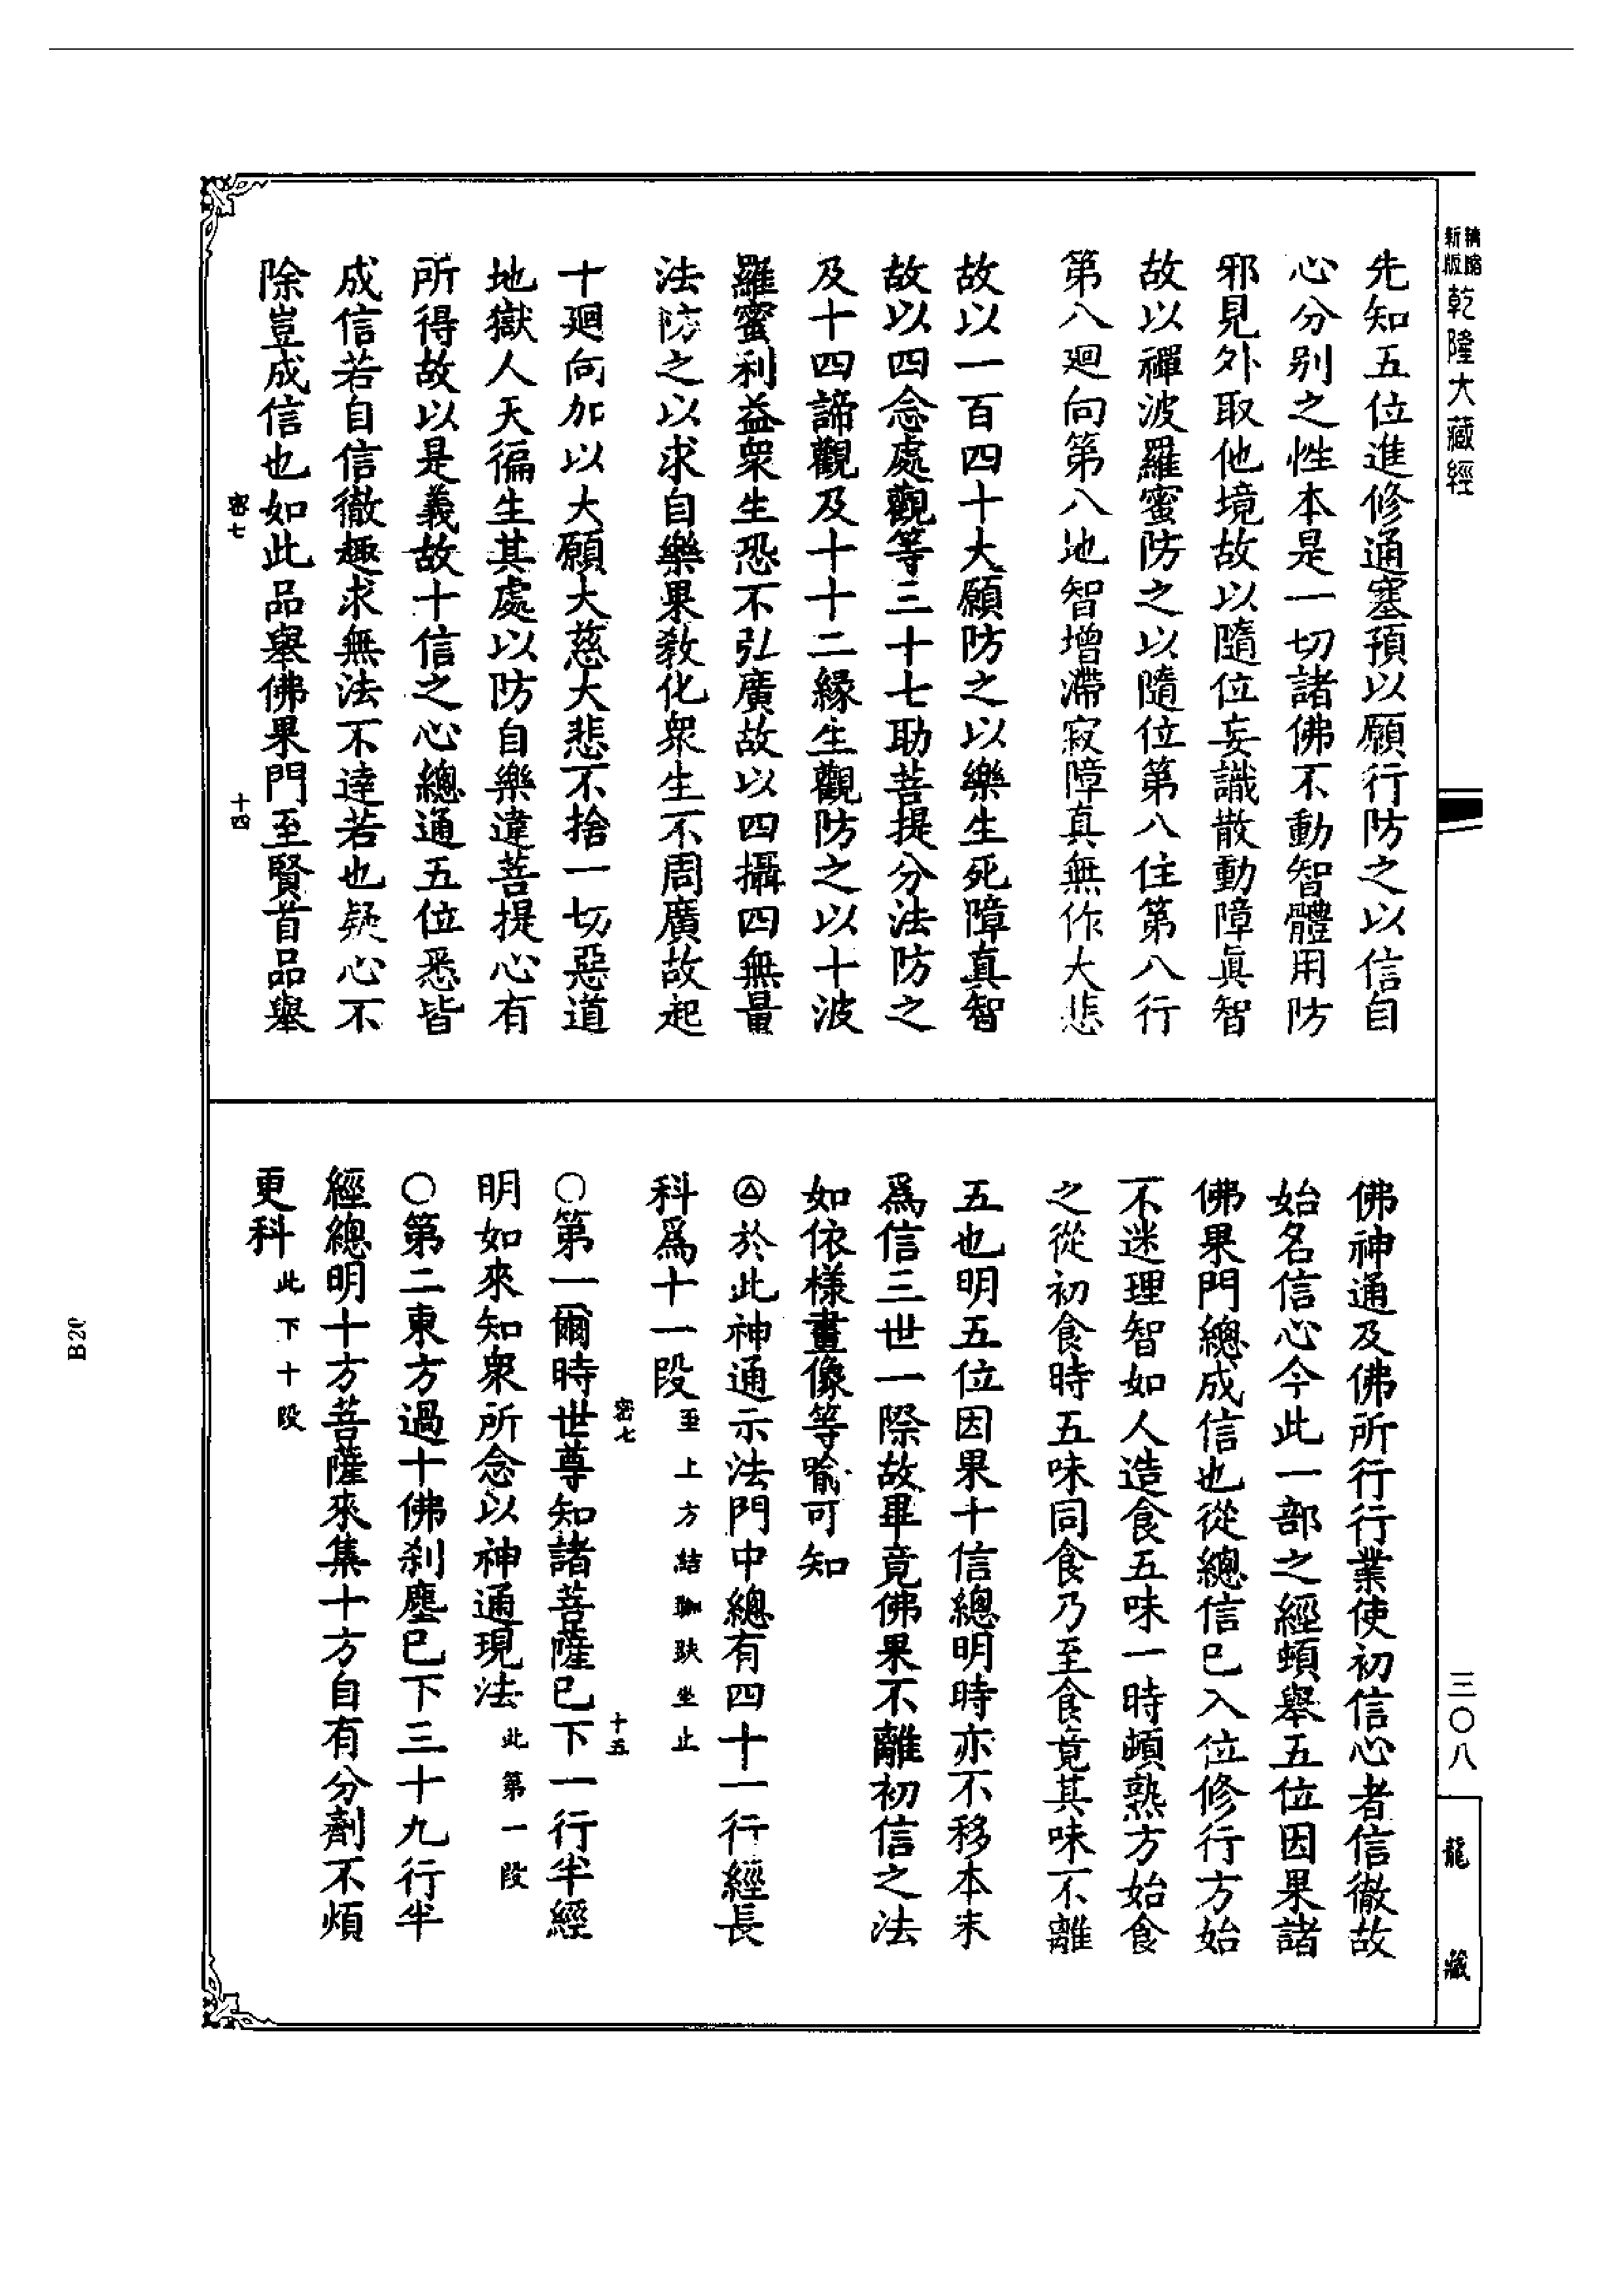 新版
精縮
乾隆大藏經
三〇八
龍藏
先知五位進修通塞預以願行防之以信自
心分别之性本是一切諸佛不動智體用防
邪見外取他境故以隨位妄識散動障眞智
故以禪波羅蜜防之以隨位第八住第八行
第八廻向第八地智增滯寂障真無作大悲
故以一百四十大願防之以樂生死障真智
故以四念處觀等三十七助菩提分法防之
及十四諦觀及十十二緣生觀防之以十波
羅蜜利益衆生恐不弘廣故以四攝四無量
法防之以求自樂果敎化衆生不周廣故起
十廻向加以大願大慈大悲不捨一切惡道
地獄人天徧生其處以防自樂違菩提心有
所得故以是義故十信之心總通五位悉皆
成信若自信徹趣求無法不達若也疑心不
除豈成信也如此品舉佛果門至賢首品舉
密七
十四
佛神通及佛所行行業使初信心者信徹故
始名信心今此一部之經頓舉五位因果諸
佛果門總成信也從總信已入位修行方始
不迷理智如人造食五味一時頓熟方始食
之從初食時五味同食乃至食竟其味不離
五也明五位因果十信總明時亦不移本末
爲信三世一際故畢竟佛果不離初信之法
如依樣畫像等喻可知
於此神通示法門中總有四十一行經長
科爲十一段至上方結跏趺坐止
密七
十五
〇第一爾時世尊知諸菩薩已下一行半經
明如來知衆所念以神通現法此第一段
〇第二東方過十佛刹塵已下三十九行半
經總明十方菩薩來集十方自有分劑不煩
更科此下十段
B20